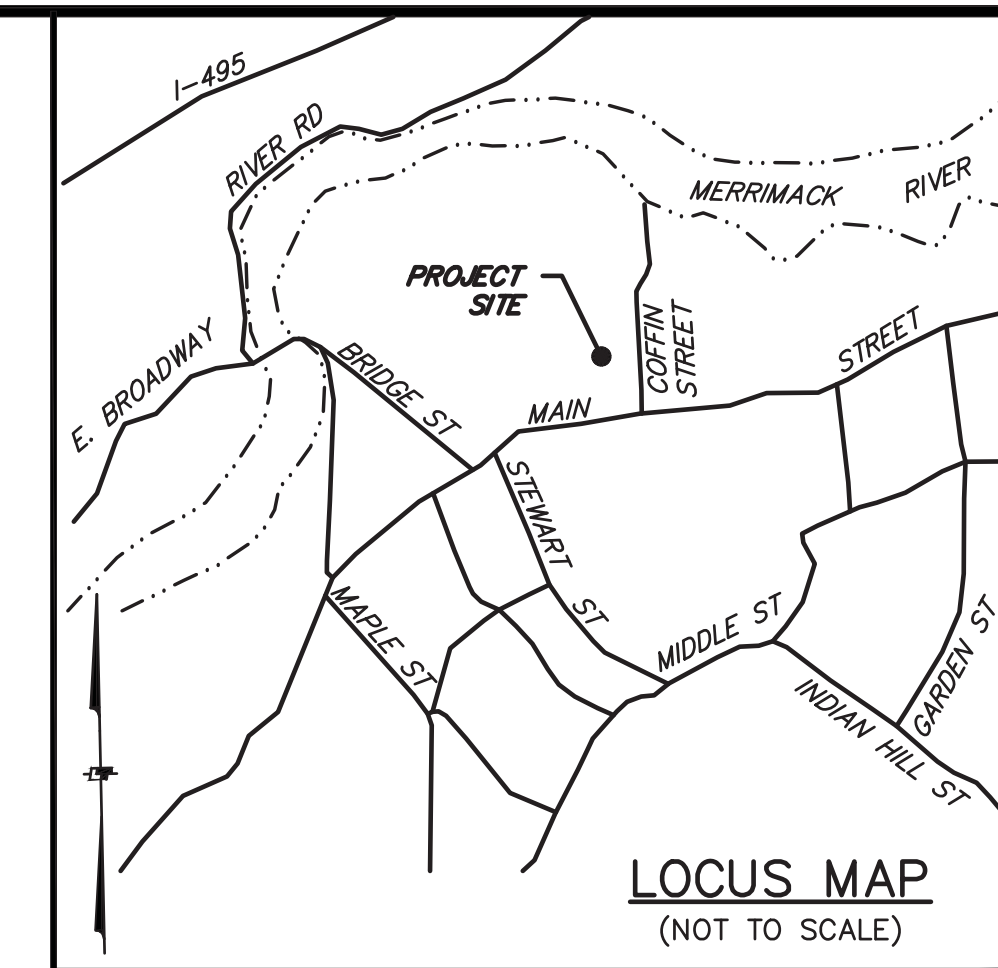 I-495
RIVER RD
MERRIMACK RIVER
PROJECT
SITE
COFFIN
STREET
E. BROADWAY
BRIDGE ST
MAIN STREET
STEWART ST
MAPLE ST
MIDDLE ST
GARDEN ST
INDIAN HILL ST
LOCUS MAP
(NOT TO SCALE)